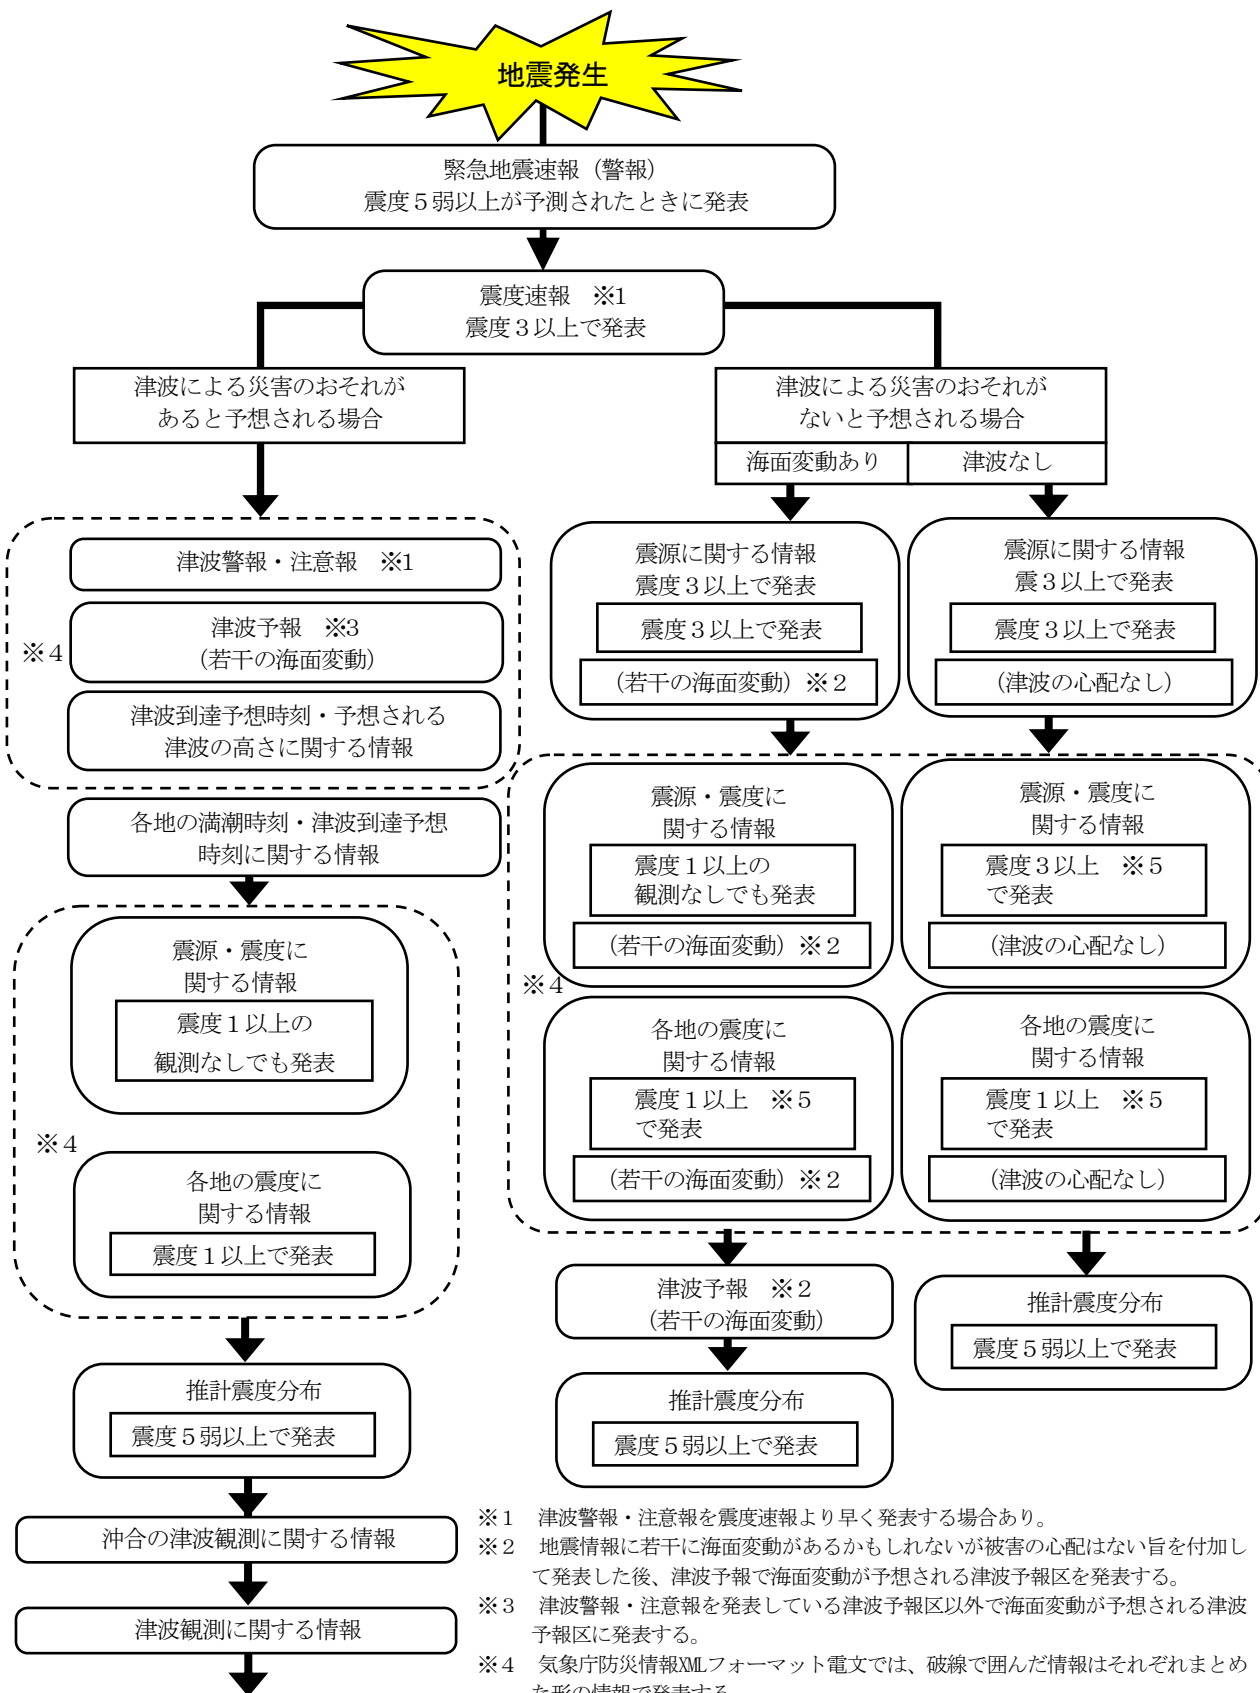 地震発生
緊急地震速報（警報）
震度５弱以上が予測されたときに発表
震度速報　※1
震度３以上で発表
津波による災害のおそれが
あると予想される場合
津波による災害のおそれが
ないと予想される場合
海面変動あり
津波なし
津波警報・注意報　※1
※４
津波予報　※3
（若干の海面変動）
津波到達予想時刻・予想される
津波の高さに関する情報
各地の満潮時刻・津波到達予想
時刻に関する情報
震源・震度に
関する情報
震度１以上の
観測なしでも発表
※４
各地の震度に
関する情報
震度１以上で発表
推計震度分布
震度５弱以上で発表
沖合の津波観測に関する情報
津波観測に関する情報
震源に関する情報
震度３以上で発表
震度３以上で発表
（若干の海面変動）※２
震源・震度に
関する情報
震度１以上の
観測なしでも発表
（若干の海面変動）※２
※４
各地の震度に
関する情報
震度１以上　※５
で発表
（若干の海面変動）※２
津波予報　※２
（若干の海面変動）
推計震度分布
震度５弱以上で発表
震源に関する情報
震３以上で発表
震度３以上で発表
（津波の心配なし）
震源・震度に
関する情報
震度３以上　※５
で発表
（津波の心配なし）
各地の震度に
関する情報
震度１以上　※５
で発表
（津波の心配なし）
推計震度分布
震度５弱以上で発表
※１　津波警報・注意報を震度速報より早く発表する場合あり。
※２　地震情報に若干に海面変動があるかもしれないが被害の心配はない旨を付加し
て発表した後、津波予報で海面変動が予想される津波予報区を発表する。
※３　津波警報・注意報を発表している津波予報区以外で海面変動が予想される津波
予報区に発表する。
※４　気象庁防災情報XMLフォーマット電文では、破線で囲んだ情報はそれぞれまとめ
た形の情報で発表する